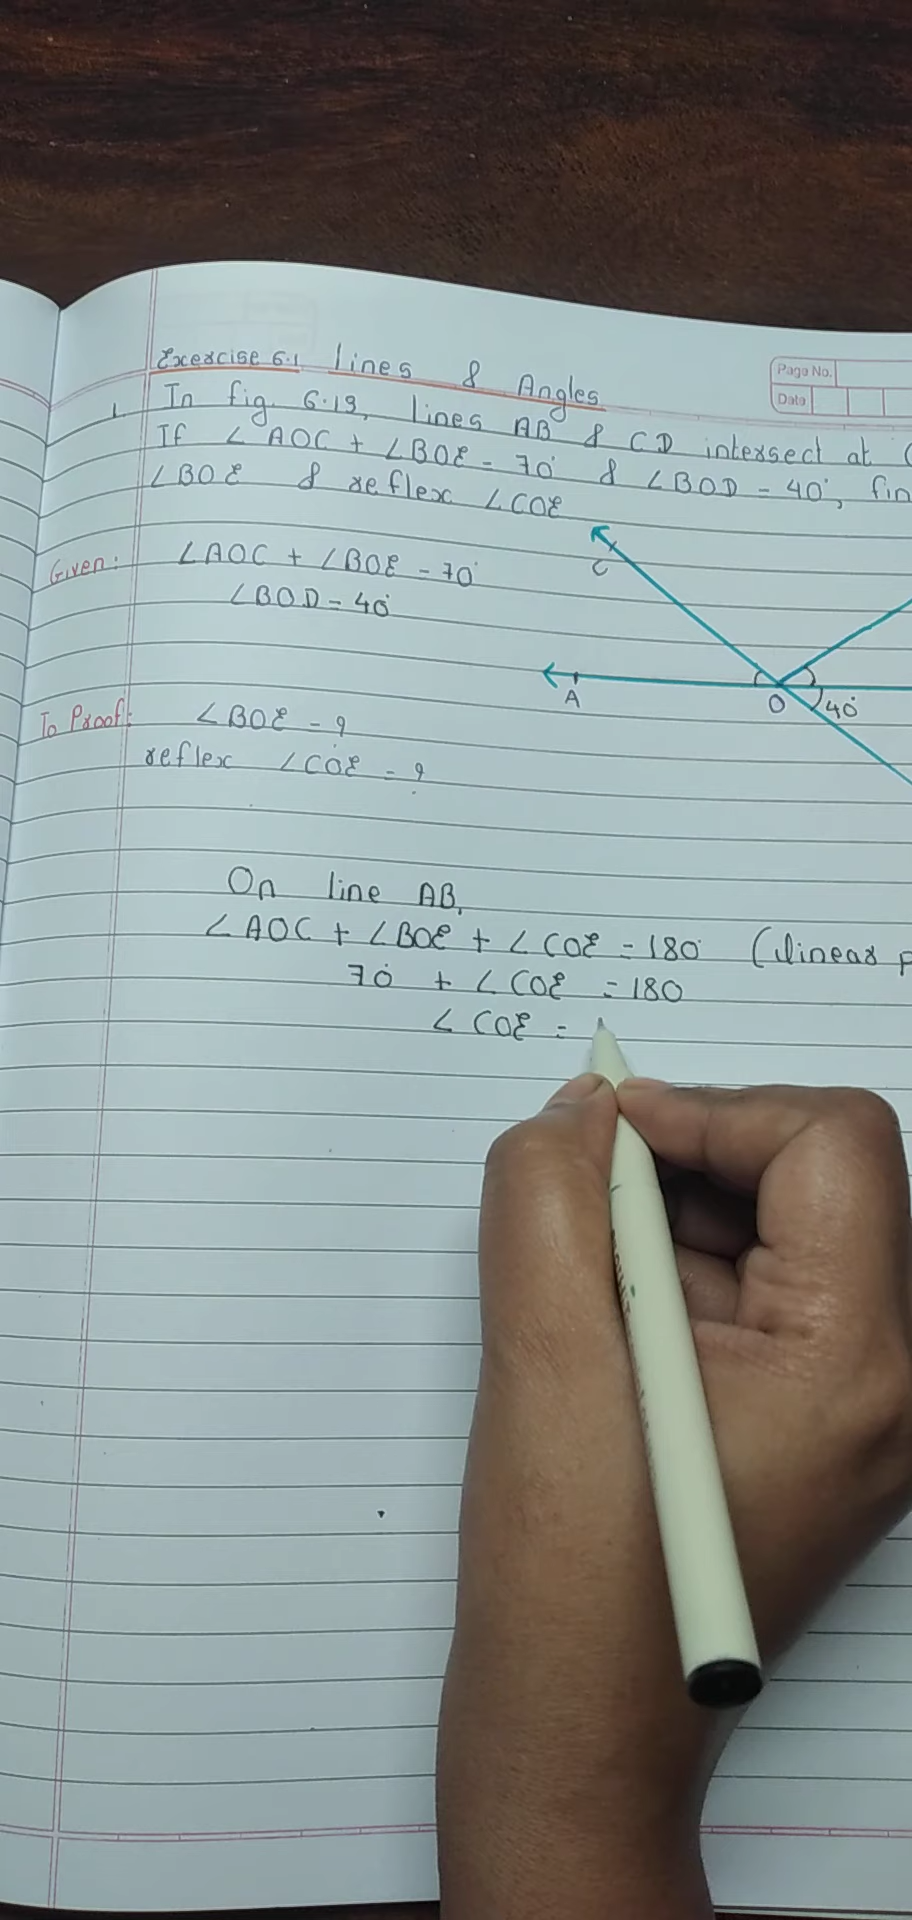 Exercise 6.1 Lines & Angles
Page No.
Date
1. In fig. 6.13, lines AB & CD intersect at
If ∠AOC + ∠BOE = 70° & ∠BOD = 40°, fin
∠BOE & reflex ∠COE
Given: ∠AOC + ∠BOE = 70°
∠BOD = 40°
C
A
O
40°
To Proof: ∠BOE = ?
reflex ∠COE = ?
On line AB,
∠AOC + ∠BOE + ∠COE = 180° (linear p
70° + ∠COE = 180
∠COE =